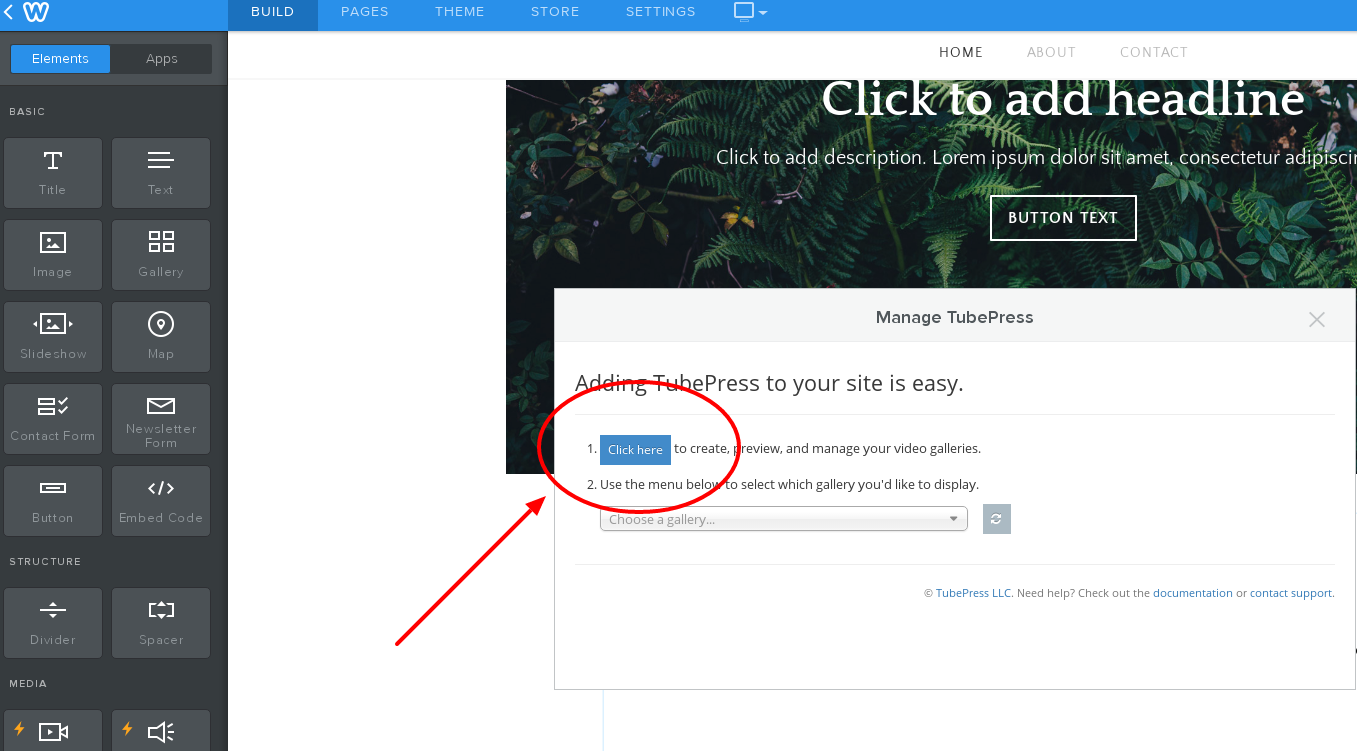 BUILD PAGES THEME STORE SETTINGS
Elements Apps
HOME ABOUT CONTACT
BASIC
Title Text
Image Gallery
Slideshow Map
Contact Form Newsletter Form
Button Embed Code
STRUCTURE
Divider Spacer
MEDIA
Click to add headline
Click to add description. Lorem ipsum dolor sit amet, consectetur
BUTTON TEXT
Manage TubePress
Adding TubePress to your site is easy.
1. Click here to create, preview, and manage your video galleries.
2. Use the menu below to select which gallery you'd like to display.
Choose a gallery...
© TubePress LLC. Need help? Check out the documentation or contact support.